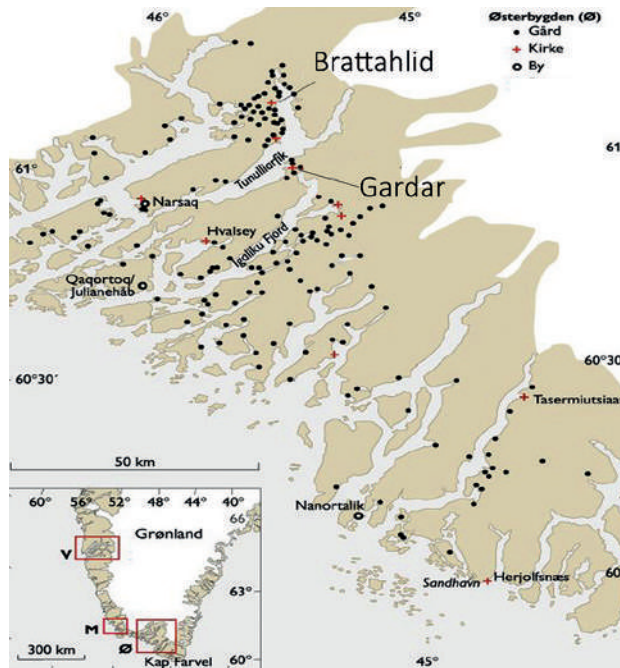 46°
45°
Østerbygden (Ø)
Gård
Kirke
By
Brattahlid
61°
61
Tunulliarfik
Gardar
Narsaq
Hvalsey
Igaliku Fjord
Qaqortoq/
Julianehåb
60°30'
60°30
Tasermiutsiaa
50 km
Nanortalik
60°
56°
52°
48°
44°
40°
66°
Grønland
V
63°
M
Ø
300 km
Kap Farvel
60°
Sandhavn
Herjolfsnæs
60
45°